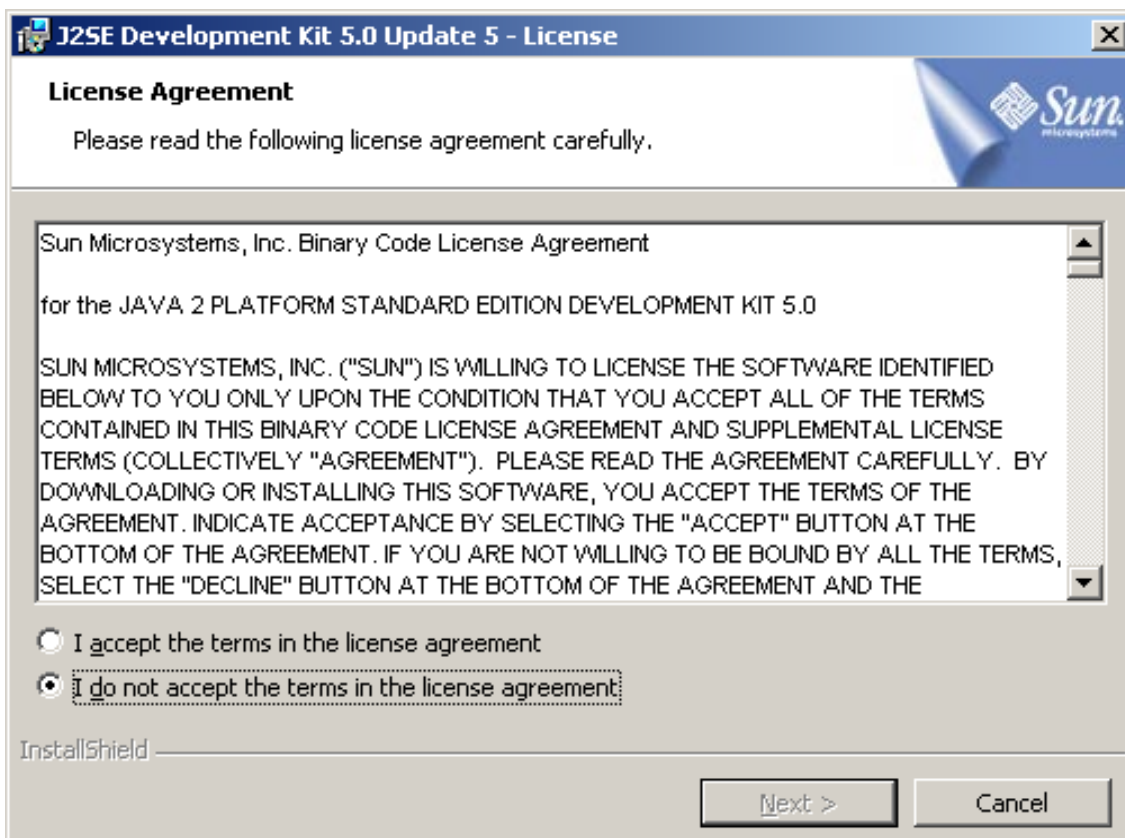 J2SE Development Kit 5.0 Update 5 - License
License Agreement
Please read the following license agreement carefully.
Sun
microsystems
Sun Microsystems, Inc. Binary Code License Agreement
for the JAVA 2 PLATFORM STANDARD EDITION DEVELOPMENT KIT 5.0
SUN MICROSYSTEMS, INC. ("SUN") IS WILLING TO LICENSE THE SOFTWARE IDENTIFIED
BELOW TO YOU ONLY UPON THE CONDITION THAT YOU ACCEPT ALL OF THE TERMS
CONTAINED IN THIS BINARY CODE LICENSE AGREEMENT AND SUPPLEMENTAL LICENSE
TERMS (COLLECTIVELY "AGREEMENT").  PLEASE READ THE AGREEMENT CAREFULLY.  BY
DOWNLOADING OR INSTALLING THIS SOFTWARE, YOU ACCEPT THE TERMS OF THE
AGREEMENT. INDICATE ACCEPTANCE BY SELECTING THE "ACCEPT" BUTTON AT THE
BOTTOM OF THE AGREEMENT. IF YOU ARE NOT WILLING TO BE BOUND BY ALL THE TERMS,
SELECT THE "DECLINE" BUTTON AT THE BOTTOM OF THE AGREEMENT AND THE
I accept the terms in the license agreement
I do not accept the terms in the license agreement
InstallShield
Next >
Cancel